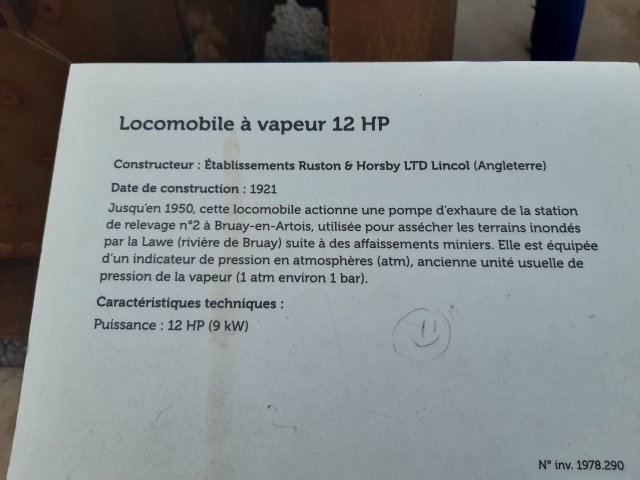 Locomobile à vapeur 12 HP
Constructeur : Établissements Ruston & Horsby LTD Lincol (Angleterre)
Date de construction : 1921
Jusqu'en 1950, cette locomobile actionne une pompe d'exhaure de la station
de relevage n°2 à Bruay-en-Artois, utilisée pour assécher les terrains inondés
par la Lawe (rivière de Bruay) suite à des affaissements miniers. Elle est équipée
d'un indicateur de pression en atmosphères (atm), ancienne unité usuelle de
pression de la vapeur (1 atm environ 1 bar).
Caractéristiques techniques :
Puissance : 12 HP (9 kW)
N° inv. 1978.290